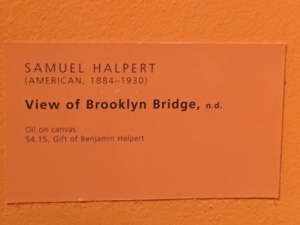 SAMUEL HALPERT
(AMERICAN, 1884–1930)
View of Brooklyn Bridge, n.d.
Oil on canvas
54.15, Gift of Benjamin Halpert